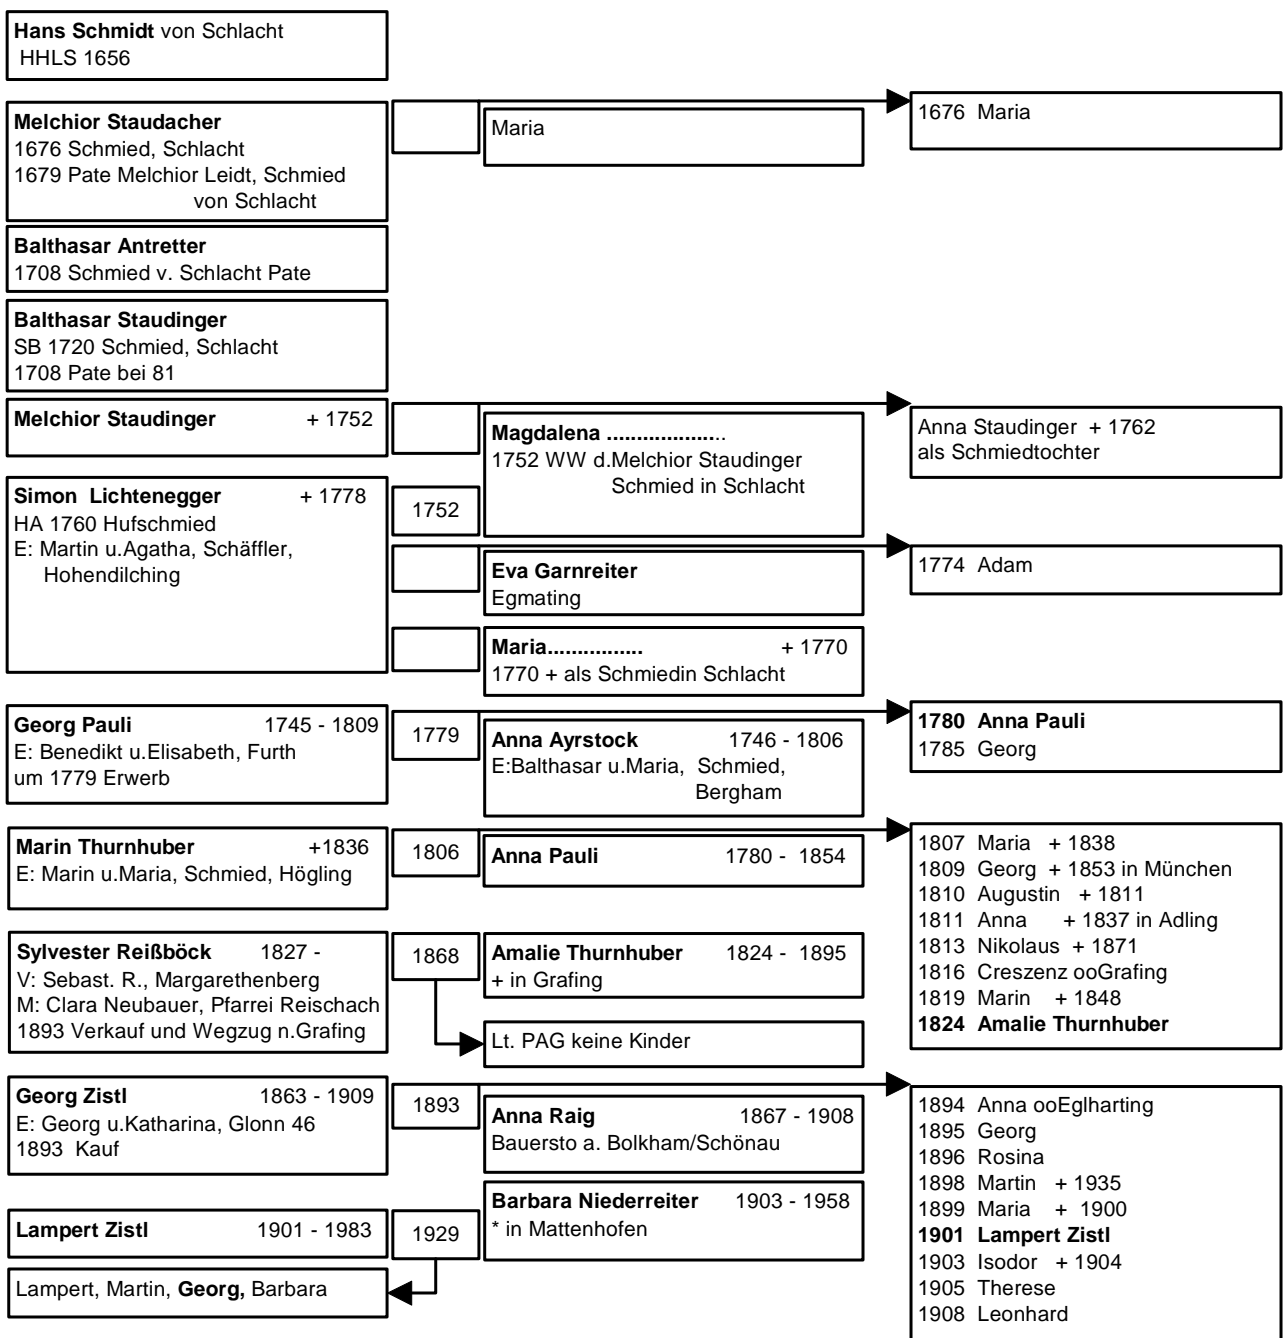 Hans Schmidt von Schlacht
HHLS 1656
Melchior Staudacher
1676 Schmied, Schlacht
1679 Pate Melchior Leidt, Schmied
von Schlacht
Maria
1676 Maria
Balthasar Antretter
1708 Schmied v. Schlacht Pate
Balthasar Staudinger
SB 1720 Schmied, Schlacht
1708 Pate bei 81
Melchior Staudinger + 1752
Magdalena .....................
1752 WW d.Melchior Staudinger
Schmied in Schlacht
Anna Staudinger + 1762
als Schmiedtochter
Simon Lichtenegger + 1778
HA 1760 Hufschmied
E: Martin u.Agatha, Schäffler,
Hohendilching
1752
Eva Garnreiter
Egmating
1774 Adam
Maria................ + 1770
1770 + als Schmiedin Schlacht
Georg Pauli 1745 - 1809
E: Benedikt u.Elisabeth, Furth
um 1779 Erwerb
1779
Anna Ayrstock 1746 - 1806
E:Balthasar u.Maria, Schmied,
Bergham
1780 Anna Pauli
1785 Georg
Marin Thurnhuber +1836
E: Marin u.Maria, Schmied, Högling
1806
Anna Pauli 1780 - 1854
1807 Maria + 1838
1809 Georg + 1853 in München
1810 Augustin + 1811
1811 Anna + 1837 in Adling
1813 Nikolaus + 1871
1816 Creszenz ooGrafing
1819 Marin + 1848
1824 Amalie Thurnhuber
Sylvester Reißböck 1827 -
V: Sebast. R., Margarethenberg
M: Clara Neubauer, Pfarrei Reischach
1893 Verkauf und Wegzug n.Grafing
1868
Amalie Thurnhuber 1824 - 1895
+ in Grafing
Lt. PAG keine Kinder
Georg Zistl 1863 - 1909
E: Georg u.Katharina, Glonn 46
1893 Kauf
1893
Anna Raig 1867 - 1908
Bauersto a. Bolkham/Schönau
1894 Anna ooEglharting
1895 Georg
1896 Rosina
1898 Martin + 1935
1899 Maria + 1900
1901 Lampert Zistl
1903 Isodor + 1904
1905 Therese
1908 Leonhard
Lampert Zistl 1901 - 1983
1929
Barbara Niederreiter 1903 - 1958
* in Mattenhofen
Lampert, Martin, Georg, Barbara